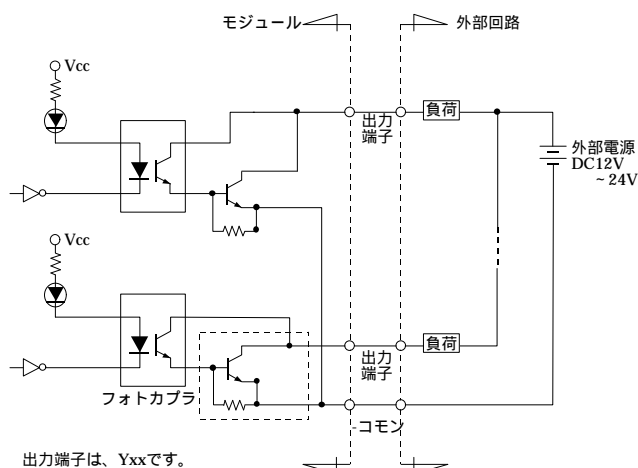 モジュール
外部回路
Vcc
出力
端子
負荷
外部電源
DC12V
~24V
Vcc
出力
端子
負荷
フォトカプラ
-コモン
出力端子は、Yxxです。